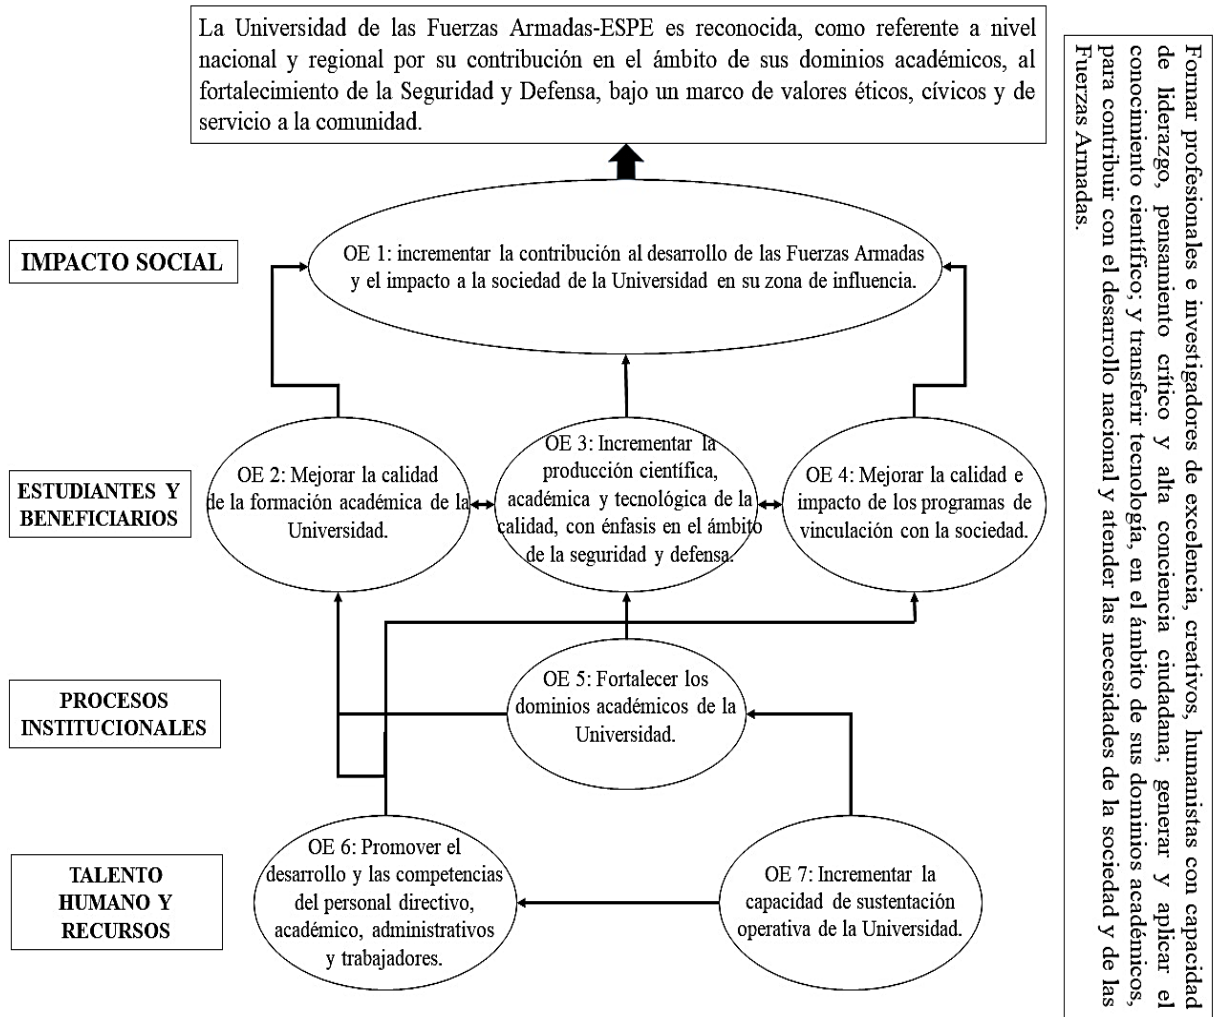 La Universidad de las Fuerzas Armadas-ESPE es reconocida, como referente a nivel
nacional y regional por su contribución en el ámbito de sus dominios académicos, al
fortalecimiento de la Seguridad y Defensa, bajo un marco de valores éticos, cívicos y de
servicio a la comunidad.
IMPACTO SOCIAL
OE 1: incrementar la contribución al desarrollo de las Fuerzas Armadas
y el impacto a la sociedad de la Universidad en su zona de influencia.
ESTUDIANTES Y
BENEFICIARIOS
OE 2: Mejorar la calidad
de la formación académica de la
Universidad.
OE 3: Incrementar la
producción científica,
académica y tecnológica de la
calidad, con énfasis en el ámbito
de la seguridad y defensa.
OE 4: Mejorar la calidad e
impacto de los programas de
vinculación con la sociedad.
PROCESOS
INSTITUCIONALES
OE 5: Fortalecer los
dominios académicos de la
Universidad.
TALENTO
HUMANO Y
RECURSOS
OE 6: Promover el
desarrollo y las competencias
del personal directivo,
académico, administrativos
y trabajadores.
OE 7: Incrementar la
capacidad de sustentación
operativa de la Universidad.
Formar profesionales e investigadores de excelencia, creativos, humanistas con capacidad
de liderazgo, pensamiento crítico y alta conciencia ciudadana; generar y aplicar el
conocimiento científico; y transferir tecnología, en el ámbito de sus dominios académicos,
para contribuir con el desarrollo nacional y atender las necesidades de la sociedad y de las
Fuerzas Armadas.